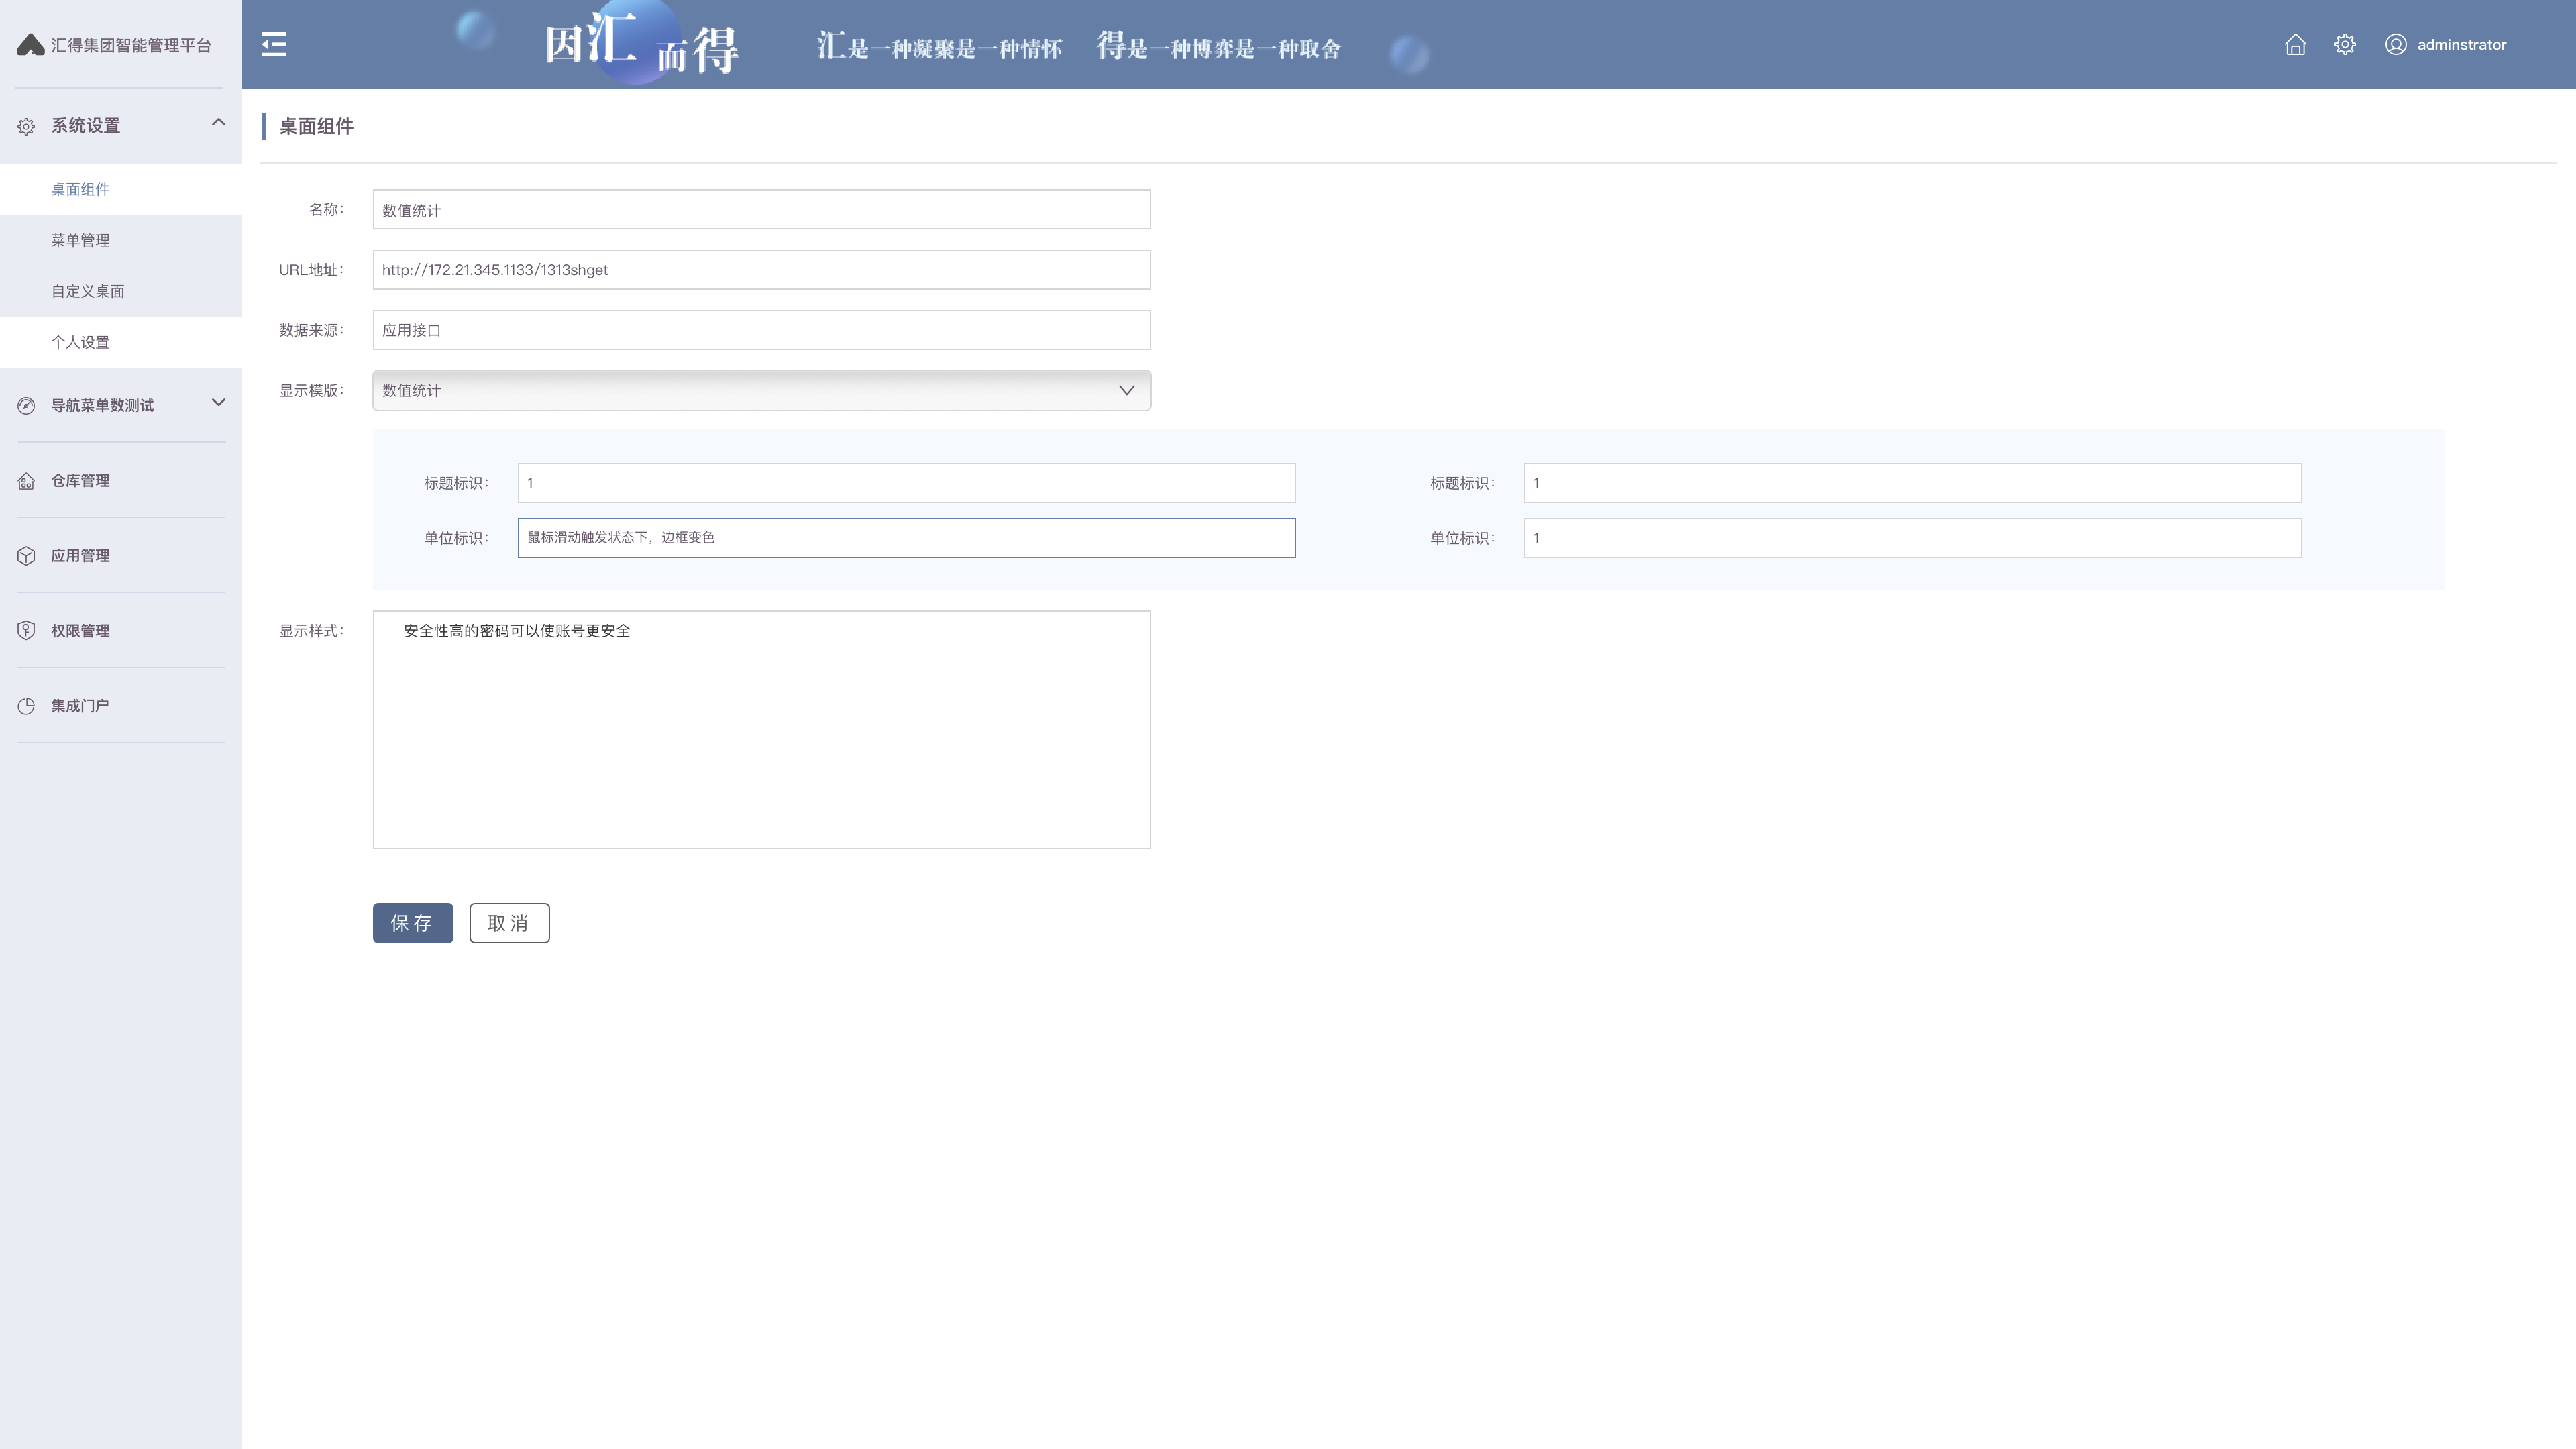 汇得集团智能管理平台
因汇而得
汇是一种凝聚是一种情怀 得是一种博弈是一种取舍
adminstrator
系统设置
桌面组件
菜单管理
自定义桌面
个人设置
导航菜单数测试
仓库管理
应用管理
权限管理
集成门户
桌面组件
名称： 数值统计
URL地址： http://172.21.345.1133/1313shget
数据来源： 应用接口
显示模版： 数值统计
标题标识： 1 标题标识： 1
单位标识： 鼠标滑动触发状态下，边框变色 单位标识： 1
显示样式： 安全性高的密码可以使账号更安全
保存 取消